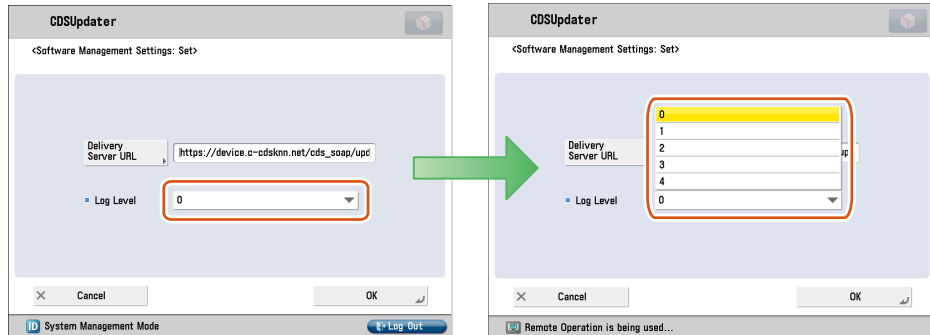 CDSUpdater
<Software Management Settings: Set>
Delivery
Server URL
https://device.c-cdsknn.net/cds_soap/upd
Log Level
0
Cancel
OK
ID System Management Mode
Log Out
CDSUpdater
<Software Management Settings: Set>
0
1
2
3
4
Delivery
Server URL
up
Log Level
0
Cancel
OK
Remote Operation is being used...